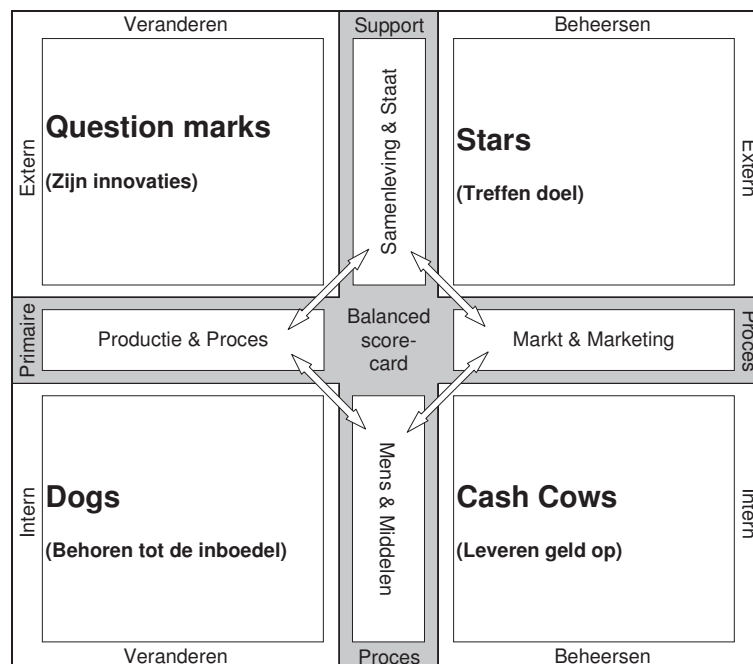 Veranderen
Support
Beheersen
Extern
Question marks
(Zijn innovaties)
Samenleving & Staat
Stars
(Treffen doel)
Extern
Primaire
Productie & Proces
Balanced
score-
card
Markt & Marketing
Proces
Intern
Dogs
(Behoren tot de inboedel)
Mens & Middelen
Cash Cows
(Leveren geld op)
Intern
Veranderen
Proces
Beheersen